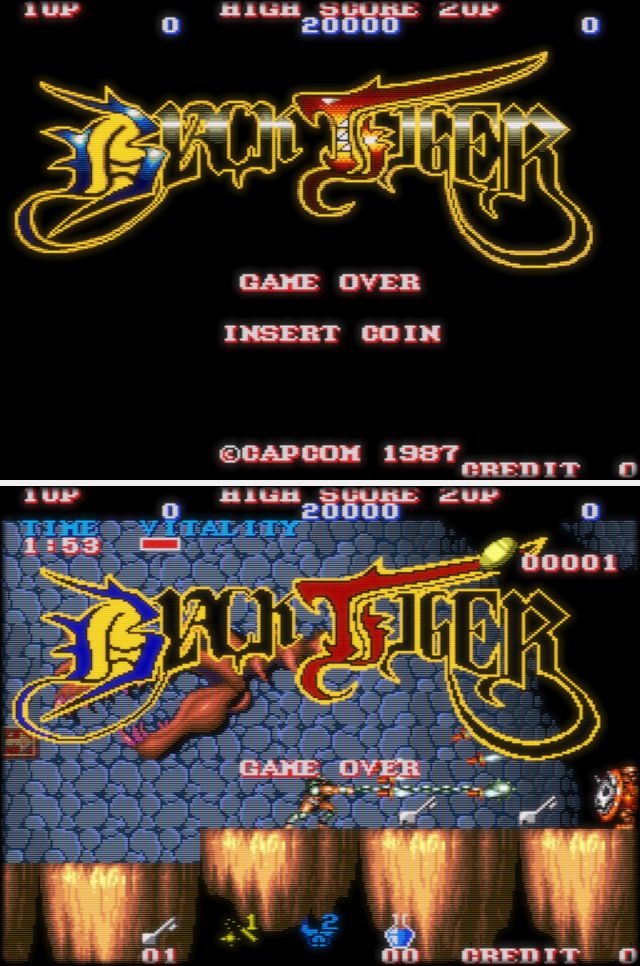 1UP HIGH SCORE 2UP
0 20000 0
BLACK TIGER
GAME OVER
INSERT COIN
©CAPCOM 1987
CREDIT 0
1UP HIGH SCORE 2UP
0 20000 0
TIME VITALITY
1:53
00001
BLACK TIGER
GAME OVER
1 2
01 00 CREDIT 0